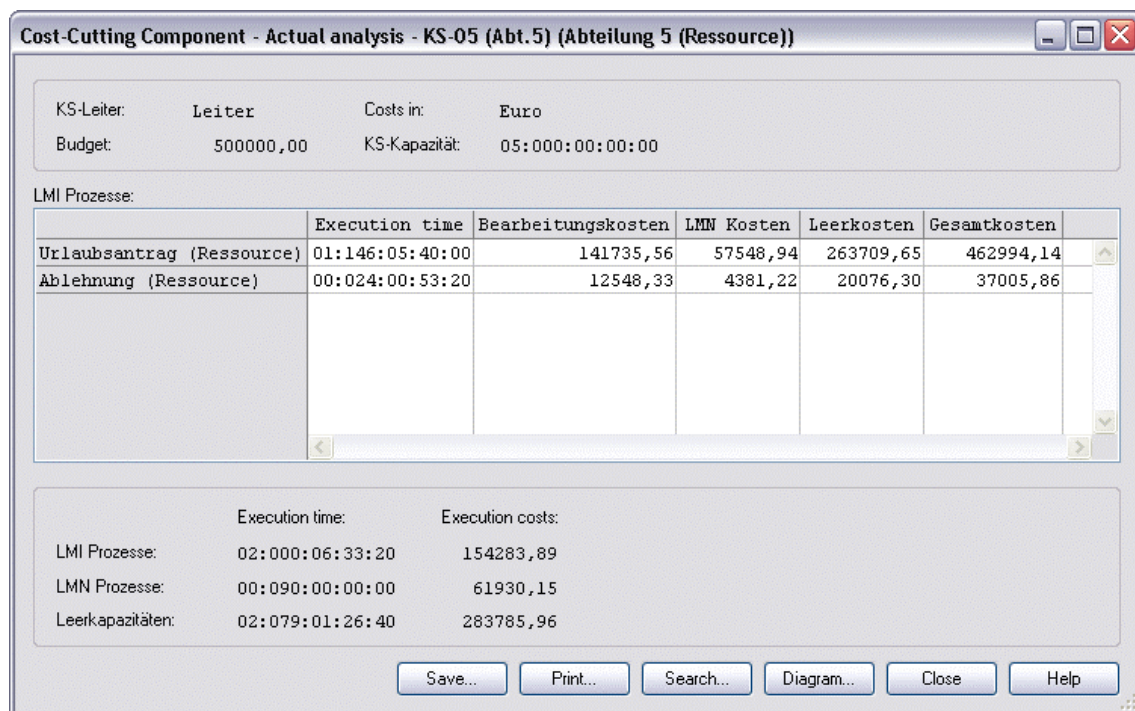 Cost-Cutting Component - Actual analysis - KS-05 (Abt.5) (Abteilung 5 (Ressource))
KS-Leiter: Leiter Costs in: Euro
Budget: 500000,00 KS-Kapazität: 05:000:00:00:00
LMI Prozesse:
Execution time Bearbeitungskosten LMN Kosten Leerkosten Gesamtkosten
Urlaubsantrag (Ressource) 01:146:05:40:00 141735,56 57548,94 263709,65 462994,14
Ablehnung (Ressource) 00:024:00:53:20 12548,33 4381,22 20076,30 37005,86
Execution time: Execution costs:
LMI Prozesse: 02:000:06:33:20 154283,89
LMN Prozesse: 00:090:00:00:00 61930,15
Leerkapazitäten: 02:079:01:26:40 283785,96
Save... Print... Search... Diagram... Close Help